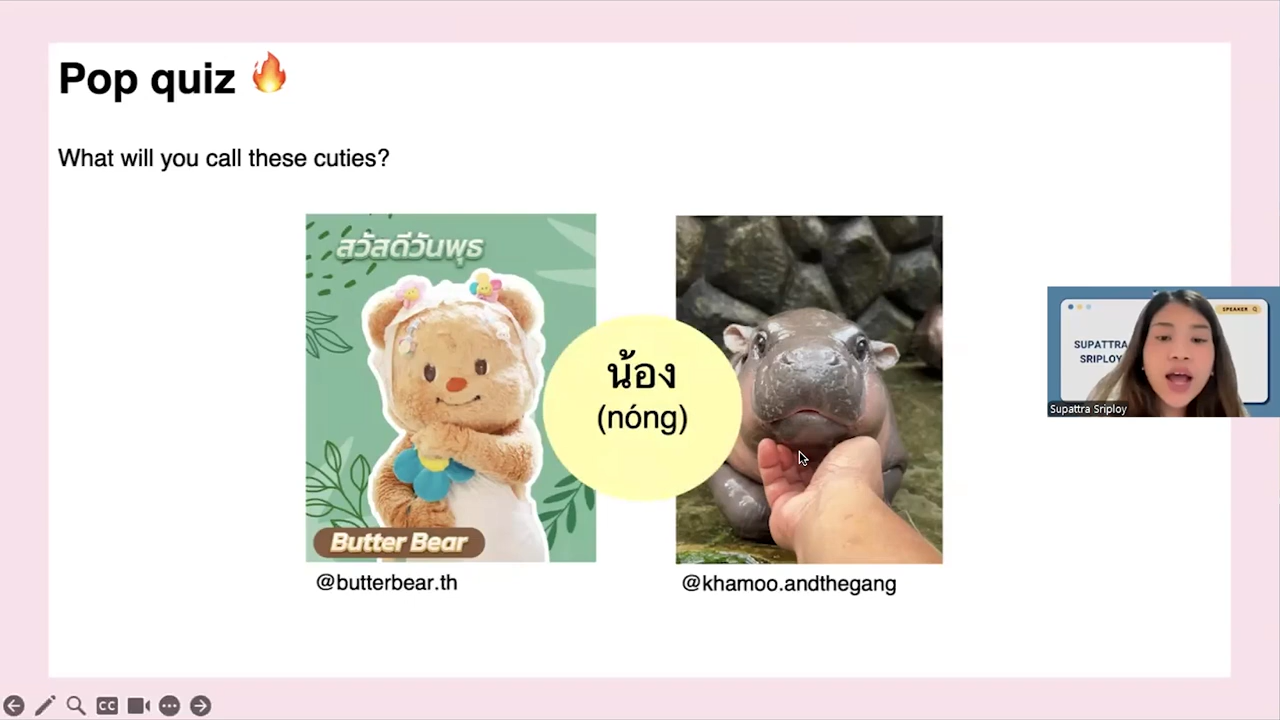 Pop quiz 🔥
What will you call these cuties?
สวัสดีวันพุธ
Butter Bear
@butterbear.th
น้อง
(nóng)
@khamoo.andthegang
SPEAKER
SUPATTRA
SRIPLOY
Supattra Sriploy
CC